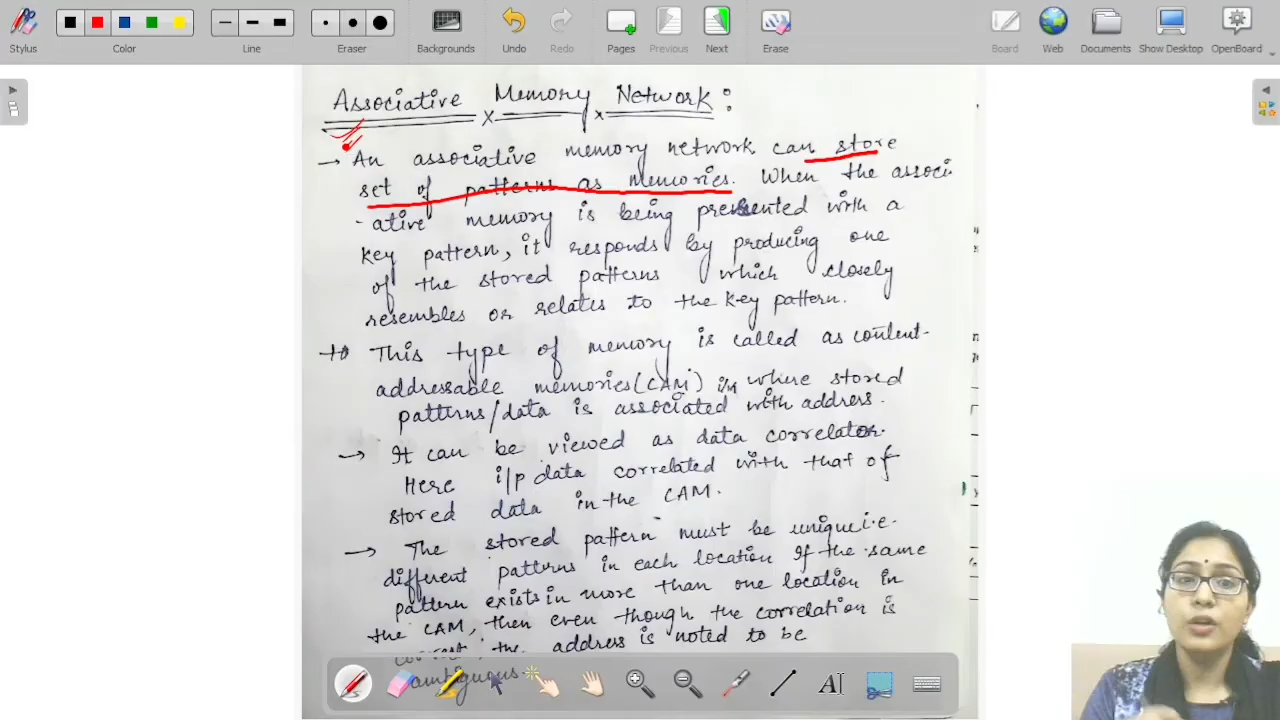 Stylus
Color
Line
Eraser
Backgrounds
Undo
Redo
Pages
Previous
Next
Erase
Board
Web
Documents
Show Desktop
OpenBoard
Associative Memory Network :
→ An associative memory network can store
set of patterns as memories. When the associ
-ative memory is being presented with a
key pattern, it responds by producing one
of the stored patterns which closely
resembles or relates to the key pattern.
This type of memory is called as content-
addressable memories (CAM) where stored
patterns/data is associated with address.
→ It can be viewed as data correlator.
Here i/p data correlated with that of
stored data in the CAM.
→ The stored pattern must be unique i.e.
different patterns in each location If the same
pattern exists in more than one location in
the CAM, then even though the correlation is
the address is noted to be
ambiguous